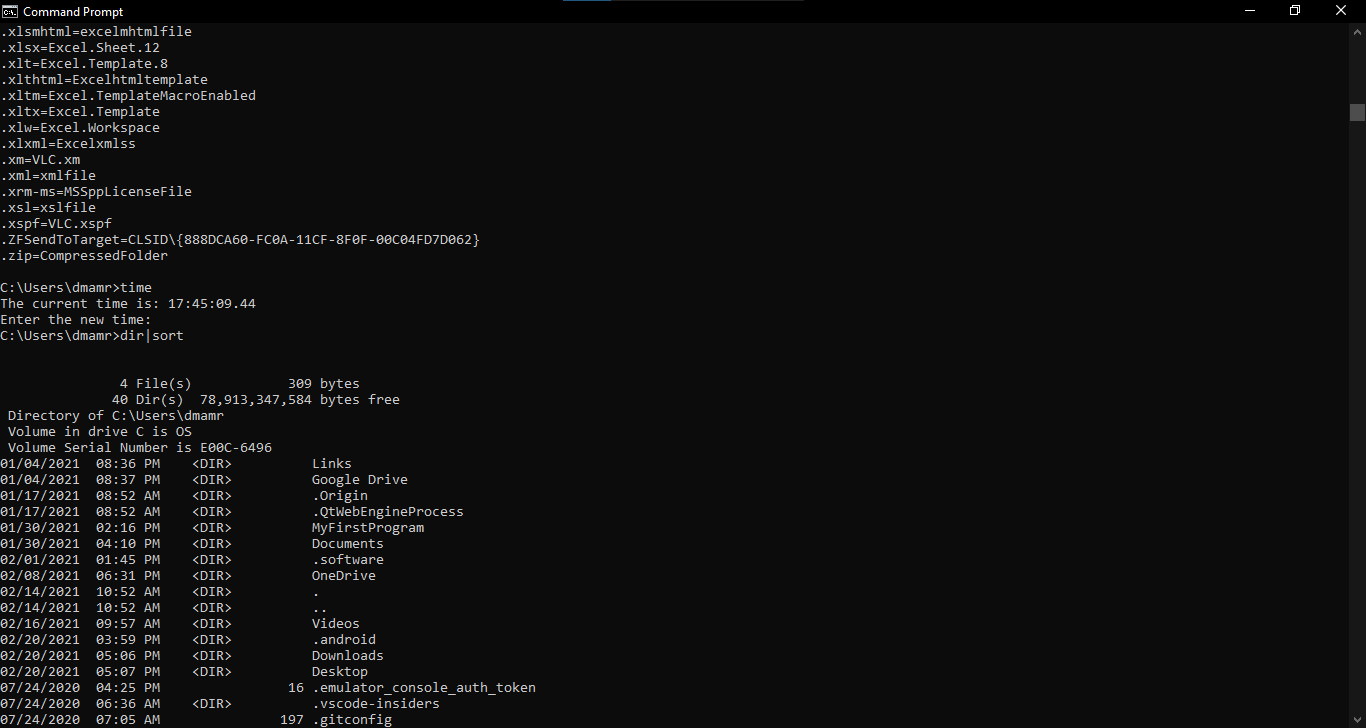 Command Prompt
.xlsmhtml=excelmhtmlfile
.xlsx=Excel.Sheet.12
.xlt=Excel.Template.8
.xlthtml=Excelhtmltemplate
.xltm=Excel.TemplateMacroEnabled
.xltx=Excel.Template
.xlw=Excel.Workspace
.xlxml=Excelxmlss
.xm=VLC.xm
.xml=xmlfile
.xrm-ms=MSSppLicenseFile
.xsl=xslfile
.xspf=VLC.xspf
.ZFSendToTarget=CLSID\{888DCA60-FC0A-11CF-8F0F-00C04FD7D062}
.zip=CompressedFolder
C:\Users\dmamr>time
The current time is: 17:45:09.44
Enter the new time:
C:\Users\dmamr>dir|sort
4 File(s) 309 bytes
40 Dir(s) 78,913,347,584 bytes free
Directory of C:\Users\dmamr
Volume in drive C is OS
Volume Serial Number is E00C-6496
01/04/2021 08:36 PM <DIR> Links
01/04/2021 08:37 PM <DIR> Google Drive
01/17/2021 08:52 AM <DIR> .Origin
01/17/2021 08:52 AM <DIR> .QtWebEngineProcess
01/30/2021 02:16 PM <DIR> MyFirstProgram
01/30/2021 04:10 PM <DIR> Documents
02/01/2021 01:45 PM <DIR> .software
02/08/2021 06:31 PM <DIR> OneDrive
02/14/2021 10:52 AM <DIR> .
02/14/2021 10:52 AM <DIR> ..
02/16/2021 09:57 AM <DIR> Videos
02/20/2021 03:59 PM <DIR> .android
02/20/2021 05:06 PM <DIR> Downloads
02/20/2021 05:07 PM <DIR> Desktop
07/24/2020 04:25 PM 16 .emulator_console_auth_token
07/24/2020 06:36 AM <DIR> .vscode-insiders
07/24/2020 07:05 AM 197 .gitconfig